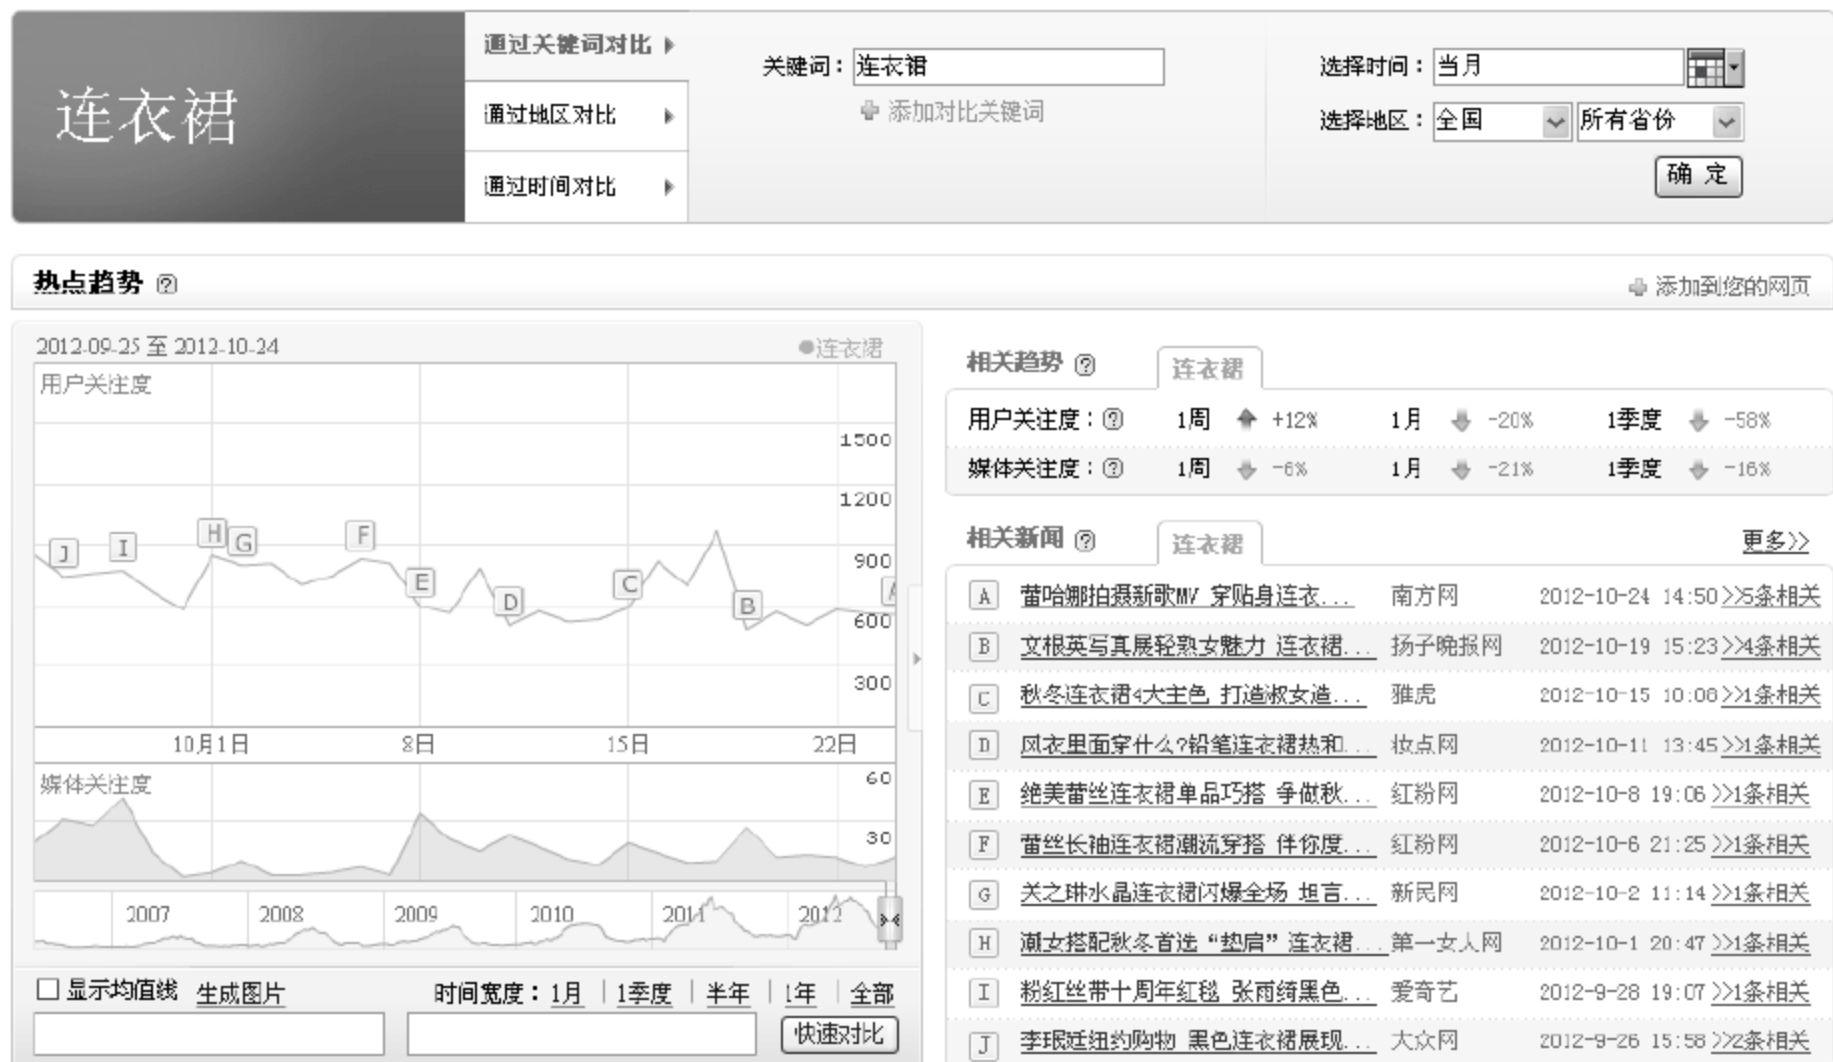 连衣裙
通过关键词对比
通过地区对比
通过时间对比
关键词：连衣裙
添加对比关键词
选择时间：当月
选择地区：全国 所有省份
确 定
热点趋势
添加到您的网页
2012-09-25 至 2012-10-24
连衣裙
用户关注度
1500
1200
900
600
300
J I H G F E D C B A
10月1日 8日 15日 22日
媒体关注度
60
30
2007 2008 2009 2010 2011 2012
显示均值线 生成图片 时间宽度：1月 | 1季度 | 半年 | 1年 | 全部
快速对比
相关趋势 连衣裙
用户关注度： 1周 +12% 1月 -20% 1季度 -58%
媒体关注度： 1周 -6% 1月 -21% 1季度 -16%
相关新闻 连衣裙 更多>>
A 蕾哈娜拍摄新歌MV 穿贴身连衣... 南方网 2012-10-24 14:50>>5条相关
B 文根英写真展轻熟女魅力 连衣裙... 扬子晚报网 2012-10-19 15:23>>4条相关
C 秋冬连衣裙4大主色 打造淑女造... 雅虎 2012-10-15 10:08>>1条相关
D 风衣里面穿什么?铅笔连衣裙热和... 妆点网 2012-10-11 13:45>>1条相关
E 绝美蕾丝连衣裙单品巧搭 争做秋... 红粉网 2012-10-8 19:06 >>1条相关
F 蕾丝长袖连衣裙潮流穿搭 伴你度... 红粉网 2012-10-6 21:25 >>1条相关
G 关之琳水晶连衣裙闪爆全场 坦言... 新民网 2012-10-2 11:14 >>1条相关
H 潮女搭配秋冬首选 “垫肩” 连衣裙... 第一女人网 2012-10-1 20:47 >>1条相关
I 粉红丝带十周年红毯 张雨绮黑色... 爱奇艺 2012-9-28 19:07 >>1条相关
J 李珉廷纽约购物 黑色连衣裙展现... 大众网 2012-9-26 15:58 >>2条相关